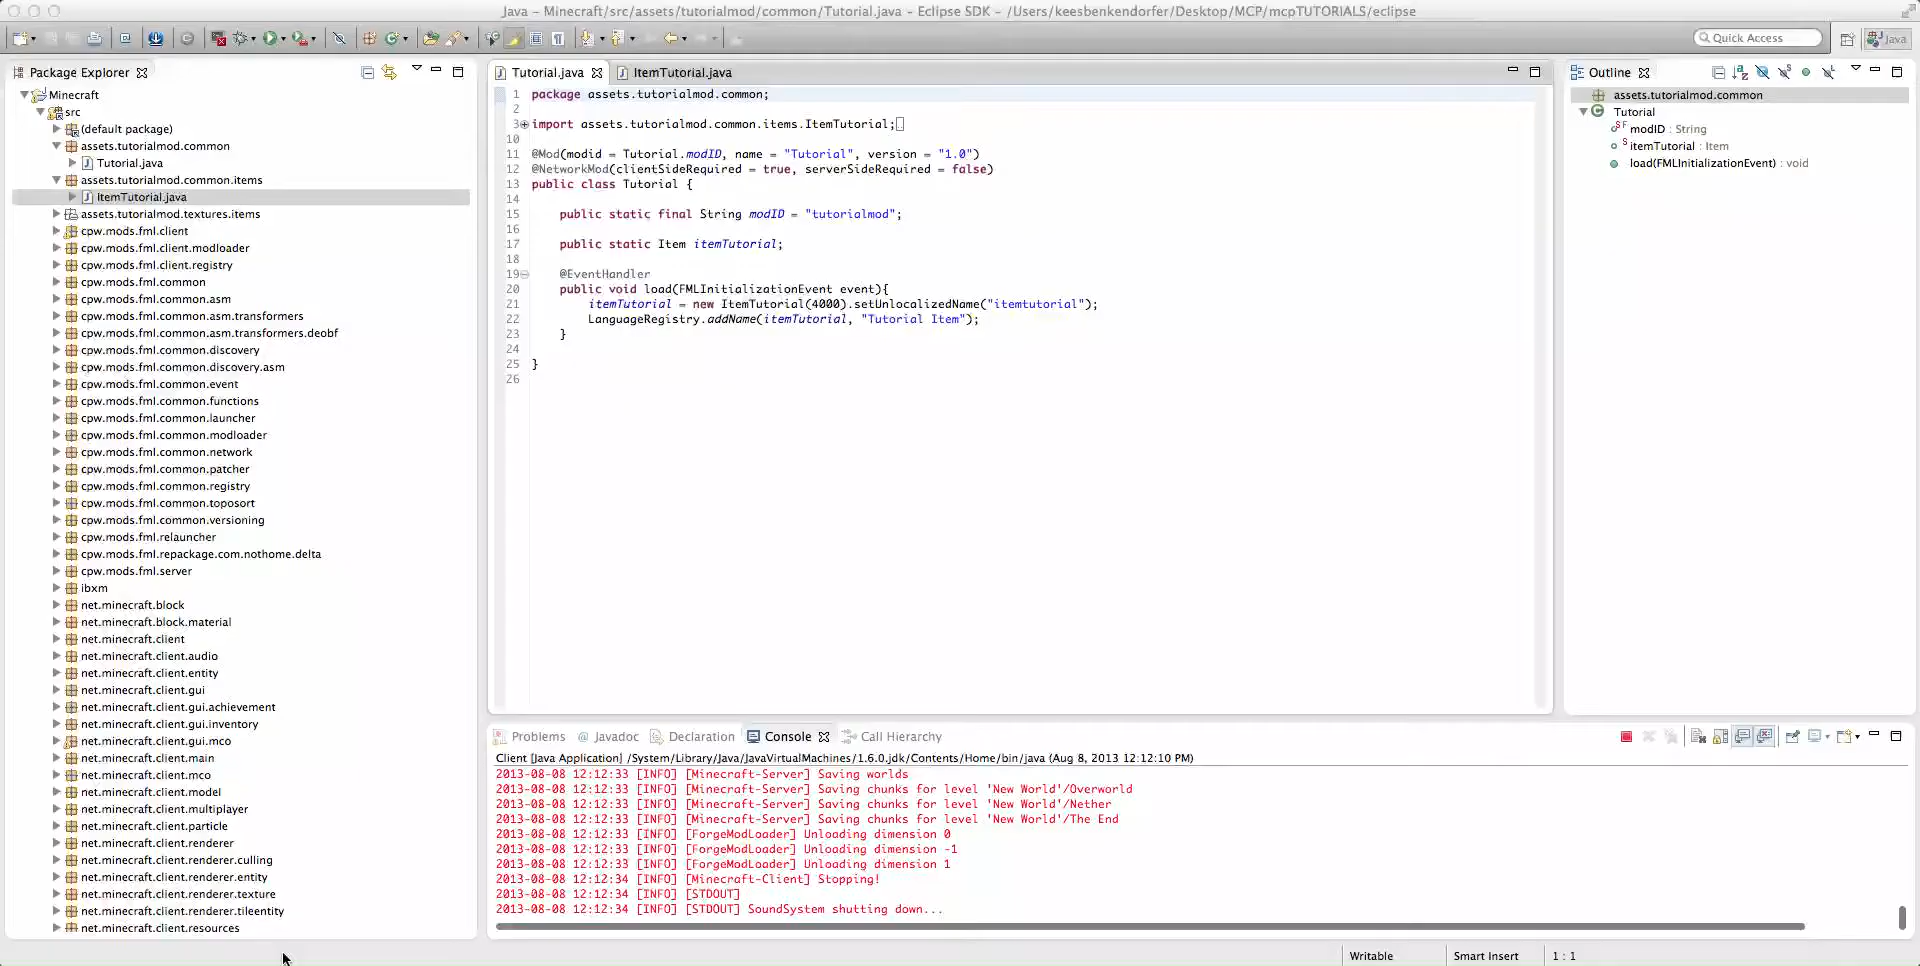 Java – Minecraft/src/assets/tutorialmod/common/Tutorial.java – Eclipse SDK – /Users/keesbenkendorfer/Desktop/MCP/mcpTUTORIALS/eclipse
Quick Access
Java
Package Explorer
Minecraft
src
(default package)
assets.tutorialmod.common
Tutorial.java
assets.tutorialmod.common.items
ItemTutorial.java
assets.tutorialmod.textures.items
cpw.mods.fml.client
cpw.mods.fml.client.modloader
cpw.mods.fml.client.registry
cpw.mods.fml.common
cpw.mods.fml.common.asm
cpw.mods.fml.common.asm.transformers
cpw.mods.fml.common.asm.transformers.deobf
cpw.mods.fml.common.discovery
cpw.mods.fml.common.discovery.asm
cpw.mods.fml.common.event
cpw.mods.fml.common.functions
cpw.mods.fml.common.launcher
cpw.mods.fml.common.modloader
cpw.mods.fml.common.network
cpw.mods.fml.common.patcher
cpw.mods.fml.common.registry
cpw.mods.fml.common.toposort
cpw.mods.fml.common.versioning
cpw.mods.fml.relauncher
cpw.mods.fml.repackage.com.nothome.delta
cpw.mods.fml.server
ibxm
net.minecraft.block
net.minecraft.block.material
net.minecraft.client
net.minecraft.client.audio
net.minecraft.client.entity
net.minecraft.client.gui
net.minecraft.client.gui.achievement
net.minecraft.client.gui.inventory
net.minecraft.client.gui.mco
net.minecraft.client.main
net.minecraft.client.mco
net.minecraft.client.model
net.minecraft.client.multiplayer
net.minecraft.client.particle
net.minecraft.client.renderer
net.minecraft.client.renderer.culling
net.minecraft.client.renderer.entity
net.minecraft.client.renderer.texture
net.minecraft.client.renderer.tileentity
net.minecraft.client.resources
Tutorial.java ItemTutorial.java
1 package assets.tutorialmod.common;
2
3 import assets.tutorialmod.common.items.ItemTutorial;
10
11 @Mod(modid = Tutorial.modID, name = "Tutorial", version = "1.0")
12 @NetworkMod(clientSideRequired = true, serverSideRequired = false)
13 public class Tutorial {
14
15 public static final String modID = "tutorialmod";
16
17 public static Item itemTutorial;
18
19 @EventHandler
20 public void load(FMLInitializationEvent event){
21 itemTutorial = new ItemTutorial(4000).setUnlocalizedName("itemtutorial");
22 LanguageRegistry.addName(itemTutorial, "Tutorial Item");
23 }
24
25 }
26
Outline
assets.tutorialmod.common
Tutorial
modID : String
itemTutorial : Item
load(FMLInitializationEvent) : void
Problems Javadoc Declaration Console Call Hierarchy
Client [Java Application] /System/Library/Java/JavaVirtualMachines/1.6.0.jdk/Contents/Home/bin/java (Aug 8, 2013 12:12:10 PM)
2013-08-08 12:12:33 [INFO] [Minecraft-Server] Saving worlds
2013-08-08 12:12:33 [INFO] [Minecraft-Server] Saving chunks for level 'New World'/Overworld
2013-08-08 12:12:33 [INFO] [Minecraft-Server] Saving chunks for level 'New World'/Nether
2013-08-08 12:12:33 [INFO] [Minecraft-Server] Saving chunks for level 'New World'/The End
2013-08-08 12:12:33 [INFO] [ForgeModLoader] Unloading dimension 0
2013-08-08 12:12:33 [INFO] [ForgeModLoader] Unloading dimension -1
2013-08-08 12:12:33 [INFO] [ForgeModLoader] Unloading dimension 1
2013-08-08 12:12:34 [INFO] [Minecraft-Client] Stopping!
2013-08-08 12:12:34 [INFO] [STDOUT]
2013-08-08 12:12:34 [INFO] [STDOUT] SoundSystem shutting down...
Writable Smart Insert 1 : 1